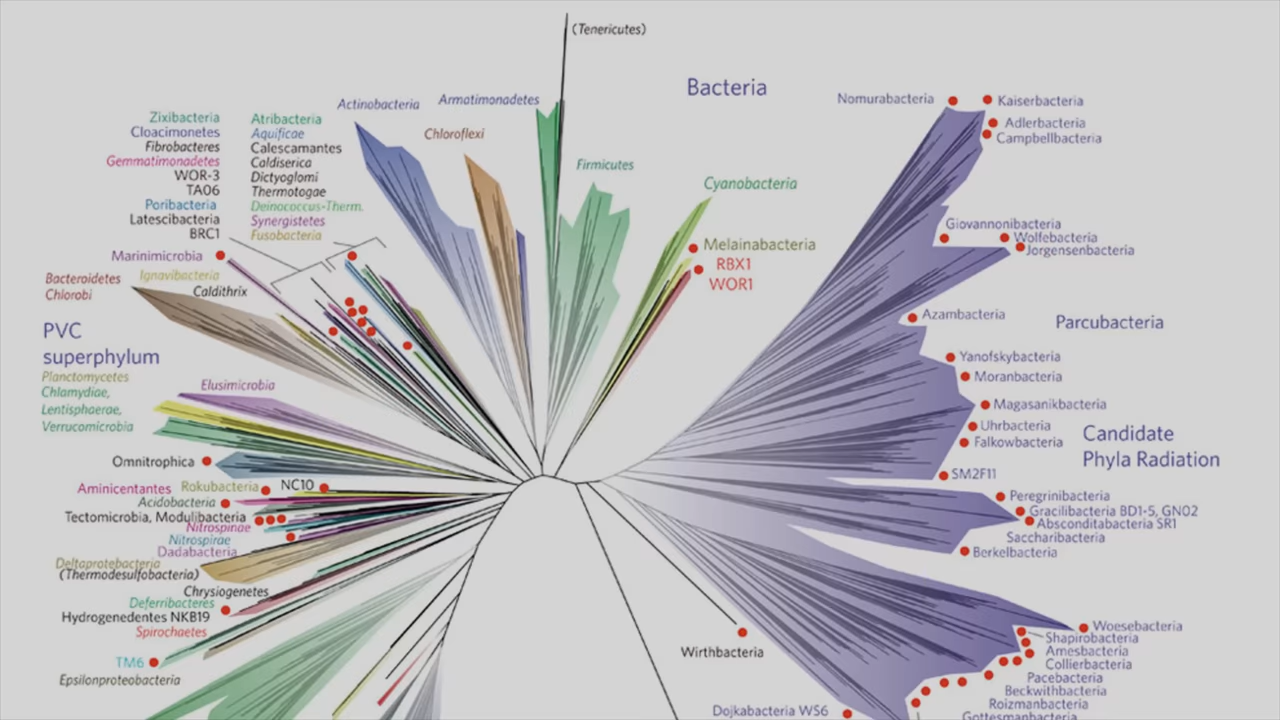 (Tenericutes)
Bacteria
Actinobacteria
Armatimonadetes
Nomurabacteria
Kaiserbacteria
Zixibacteria
Atribacteria
Adlerbacteria
Cloacimonetes
Aquificae
Chloroflexi
Campbellbacteria
Fibrobacteres
Calescamantes
Gemmatimonadetes
Caldiserica
Firmicutes
WOR-3
Dictyoglomi
TA06
Thermotogae
Cyanobacteria
Poribacteria
Deinococcus-Therm.
Latescibacteria
Synergistetes
Giovannonibacteria
BRC1
Fusobacteria
Wolfebacteria
Melainabacteria
Jorgensenbacteria
Marinimicrobia
RBX1
Bacteroidetes
Ignavibacteria
WOR1
Chlorobi
Caldithrix
Azambacteria
Parcubacteria
PVC
superphylum
Yanofskybacteria
Planctomycetes
Elusimicrobia
Moranbacteria
Chlamydiae,
Lentisphaerae,
Magasanikbacteria
Verrucomicrobia
Uhrbacteria
Candidate
Phyla Radiation
Falkowbacteria
Omnitrophica
SM2F11
Aminicentantes
Rokubacteria
NC10
Peregrinibacteria
Acidobacteria
Gracilibacteria BD1-5, GN02
Tectomicrobia, Modulibacteria
Absconditabacteria SR1
Nitrospinae
Saccharibacteria
Nitrospirae
Dadabacteria
Berkelbacteria
Deltaprotebacteria
(Thermodesulfobacteria)
Chrysiogenetes
Deferribacteres
Hydrogenedentes NKB19
Woesebacteria
Spirochaetes
Shapirobacteria
Wirthbacteria
Amesbacteria
TM6
Collierbacteria
Epsilonproteobacteria
Pacebacteria
Beckwithbacteria
Roizmanbacteria
Dojkabacteria WS6
Gottesmanbacteria